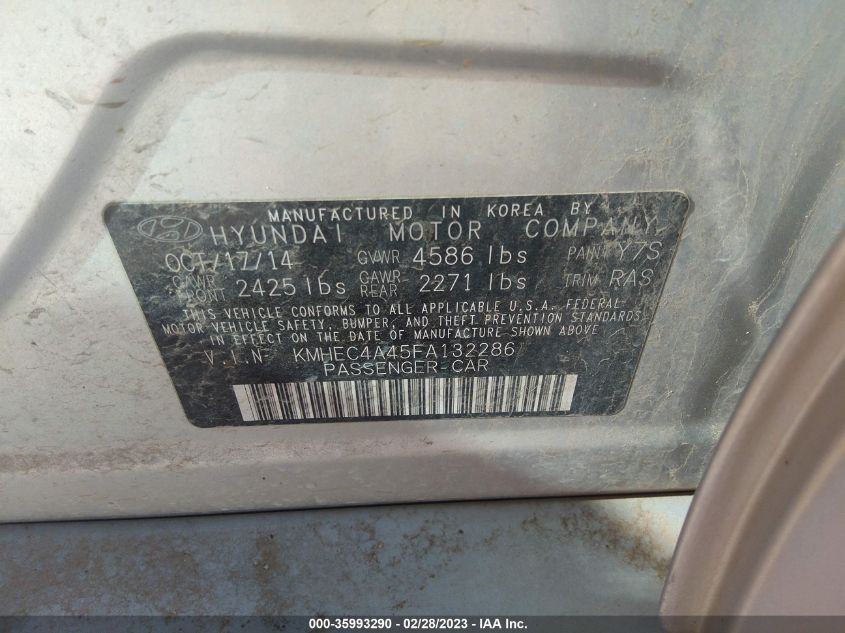 MANUFACTURED IN KOREA BY
HYUNDAI MOTOR COMPANY
OCT/17/14 GVWR 4586 lbs PAINT Y7S
GAWR FRONT 2425 lbs GAWR REAR 2271 lbs TRIM RAS
THIS VEHICLE CONFORMS TO ALL APPLICABLE U.S.A. FEDERAL
MOTOR VEHICLE SAFETY, BUMPER, AND THEFT PREVENTION STANDARDS
IN EFFECT ON THE DATE OF MANUFACTURE SHOWN ABOVE
V.I.N. KMHEC4A45FA132286
PASSENGER CAR
000-35993290 - 02/28/2023 - IAA Inc.